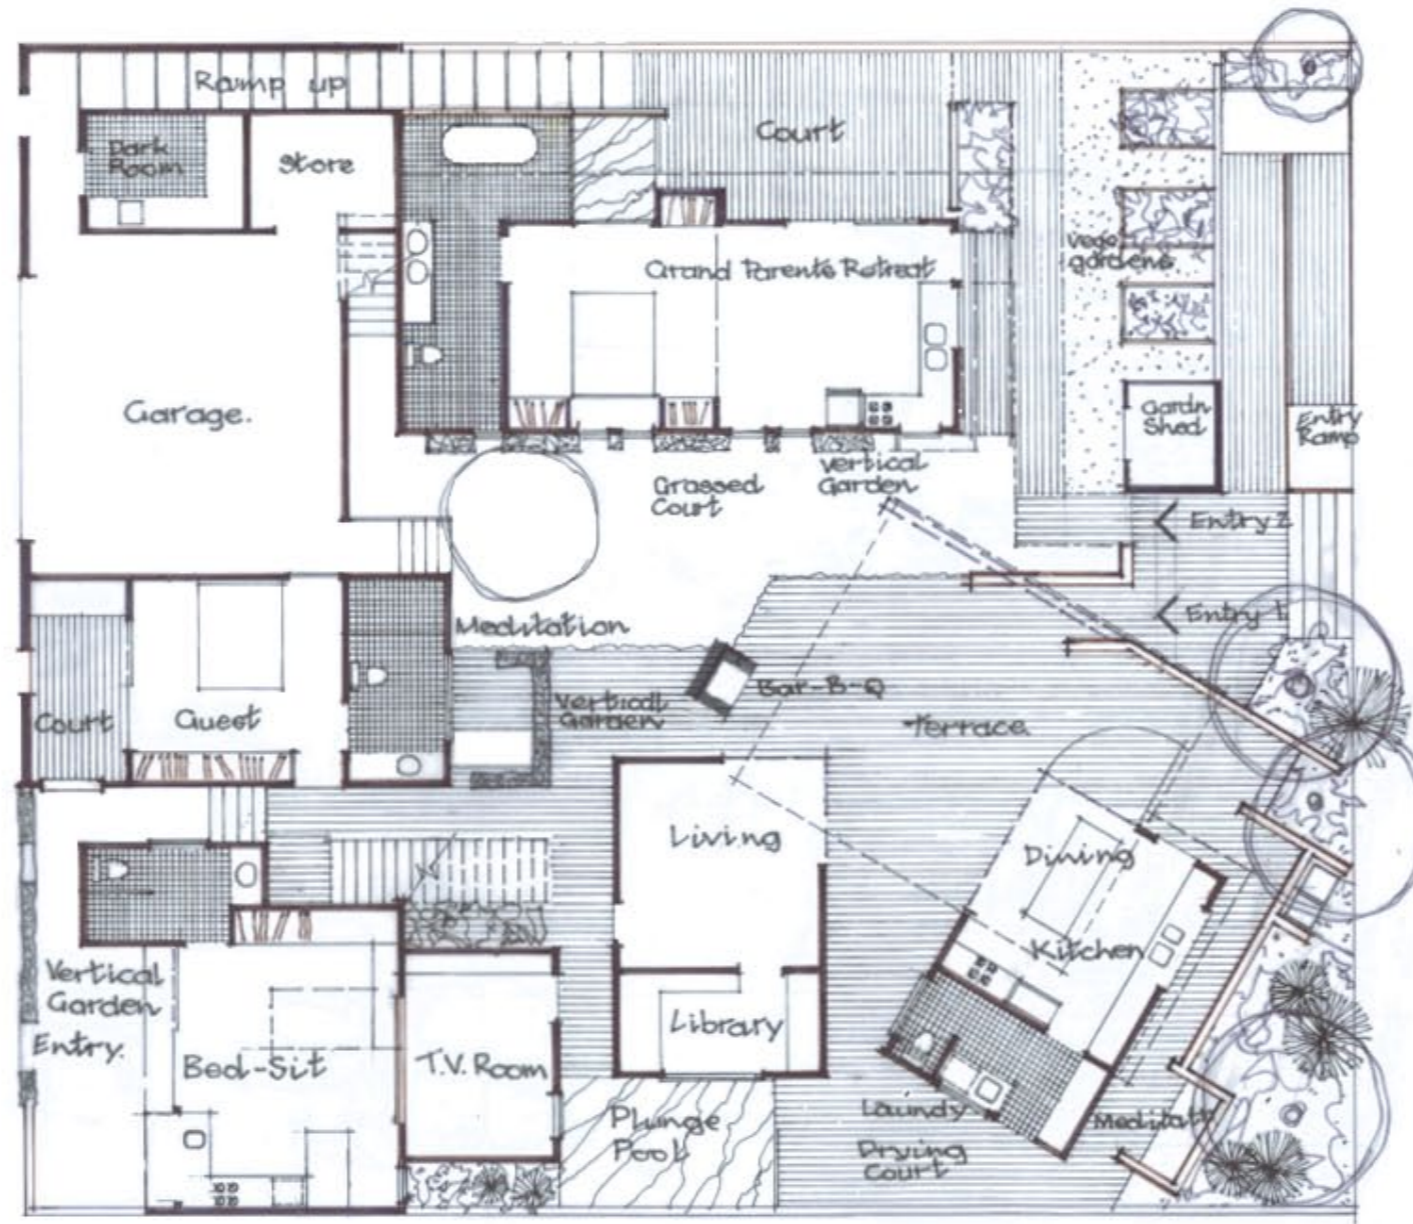 Ramp up
Dark
Room
Store
Court
Vege
gardens
Grand Parents Retreat
Garage.
Gardn
Shed
Entry
Ramp
Grassed
Court
Vertical
Garden
Entry 2
Entry 1
Meditation
Bar-B-Q
Vertical
Garden
Court
Guest
Terrace
Living
Dining
Kitchen
Vertical
Garden
Entry.
Bed-Sit
T.V. Room
Library
Plunge
Pool
Laundy
Drying
Court
Meditatn